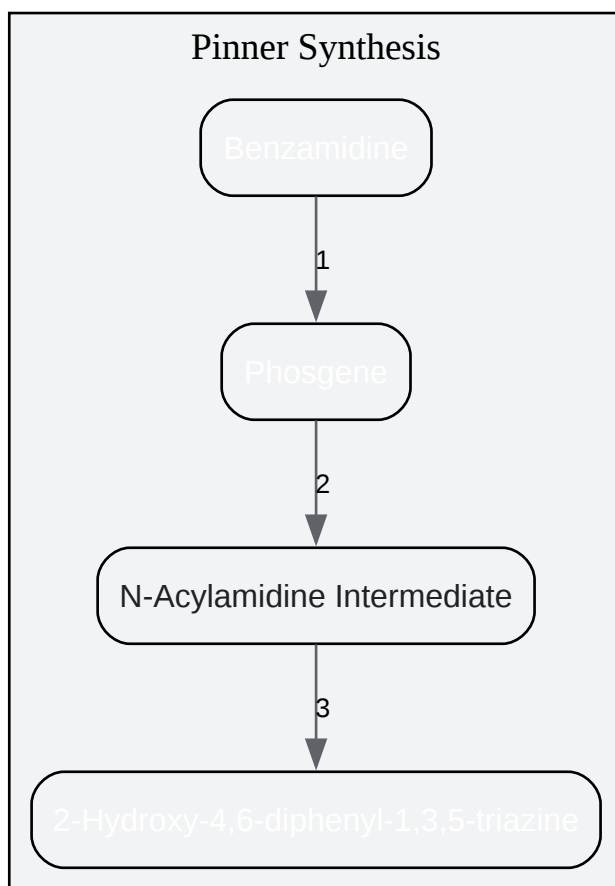 Pinner Synthesis
Benzamidine
1
Phosgene
2
N-Acylamidine Intermediate
3
2-Hydroxy-4,6-diphenyl-1,3,5-triazine